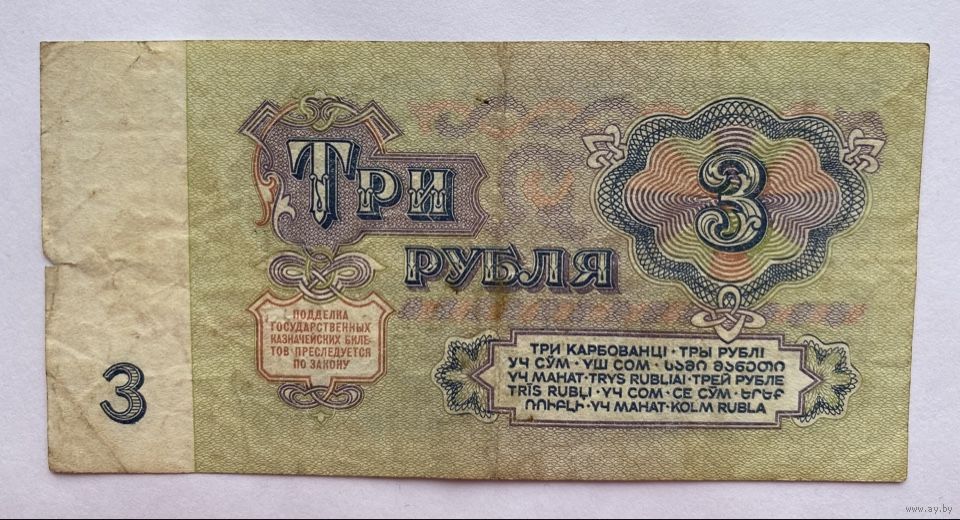 ТРИ
РУБЛЯ
3
ПОДДЕЛКА
ГОСУДАРСТВЕННЫХ
КАЗНАЧЕЙСКИХ БИЛЕ-
ТОВ ПРЕСЛЕДУЕТСЯ
ПО ЗАКОНУ
ТРИ КАРБОВАНЦІ · ТРЫ РУБЛІ
УЧ СЎМ · ҮШ СОМ · ᲡᲐᲛᲘ ᲛᲐᲜᲔᲗᲘ
УЧ МАНАТ · TRYS RUBLIAI · ТРЕЙ РУБЛЕ
TRĪS RUBĻI · ҮЧ СОМ · СЕ СӮМ · ԵՐԵՔ
ՌՈՒԲԼԻ · ҮЧ МАНАТ · KOLM RUBLA
3
www.ay.by